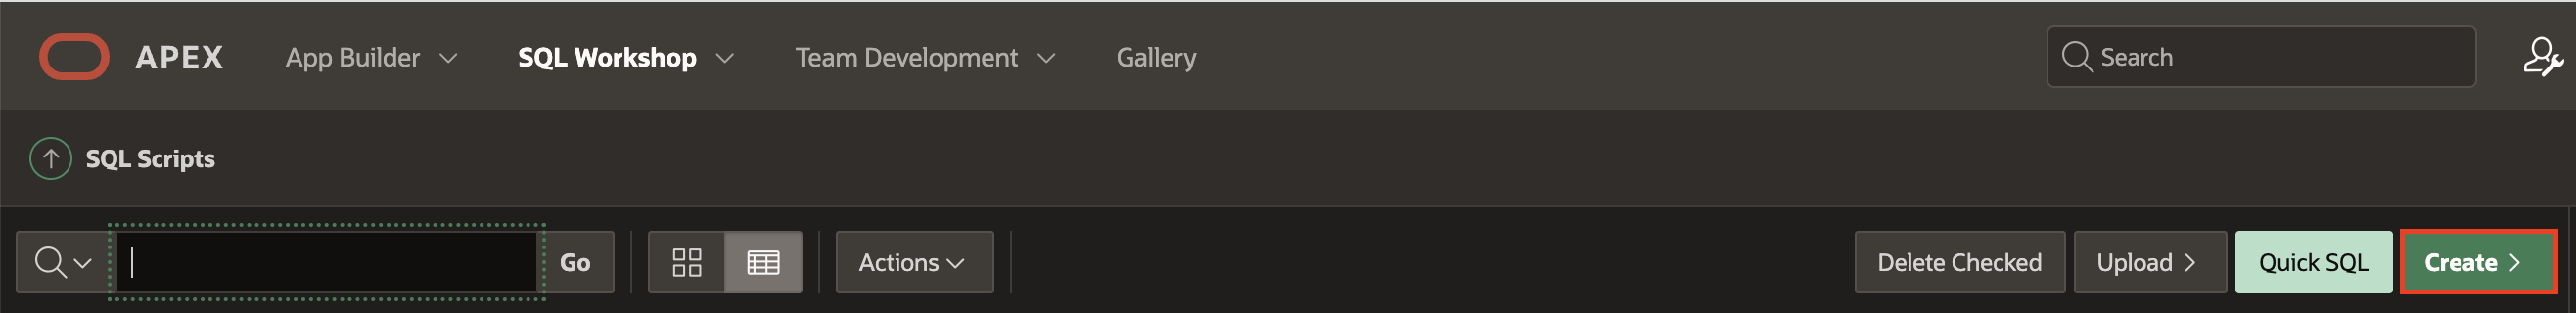 APEX App Builder SQL Workshop Team Development Gallery Search
SQL Scripts
Go Actions Delete Checked Upload Quick SQL Create